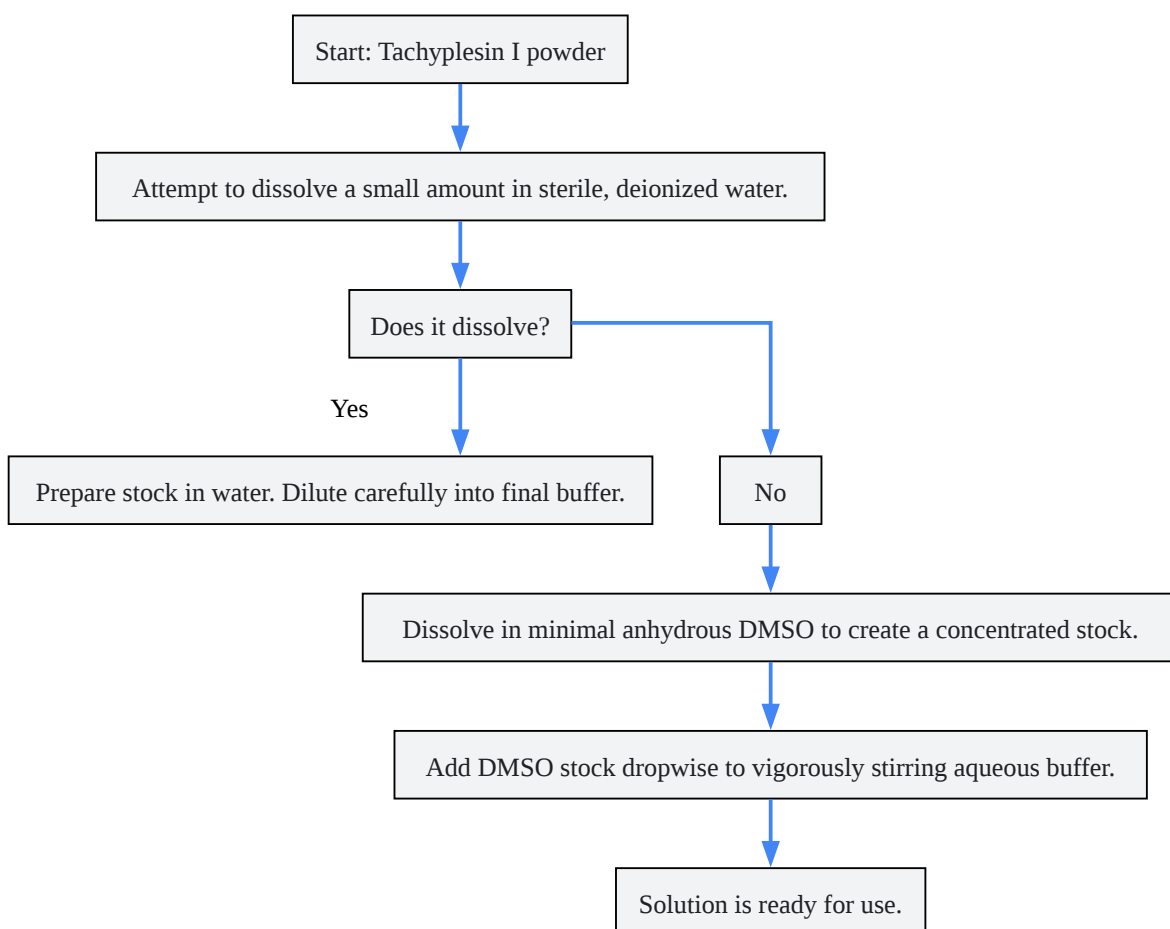 Start: Tachyplesin I powder
Attempt to dissolve a small amount in sterile, deionized water.
Does it dissolve?
Yes
Prepare stock in water. Dilute carefully into final buffer.
No
Dissolve in minimal anhydrous DMSO to create a concentrated stock.
Add DMSO stock dropwise to vigorously stirring aqueous buffer.
Solution is ready for use.